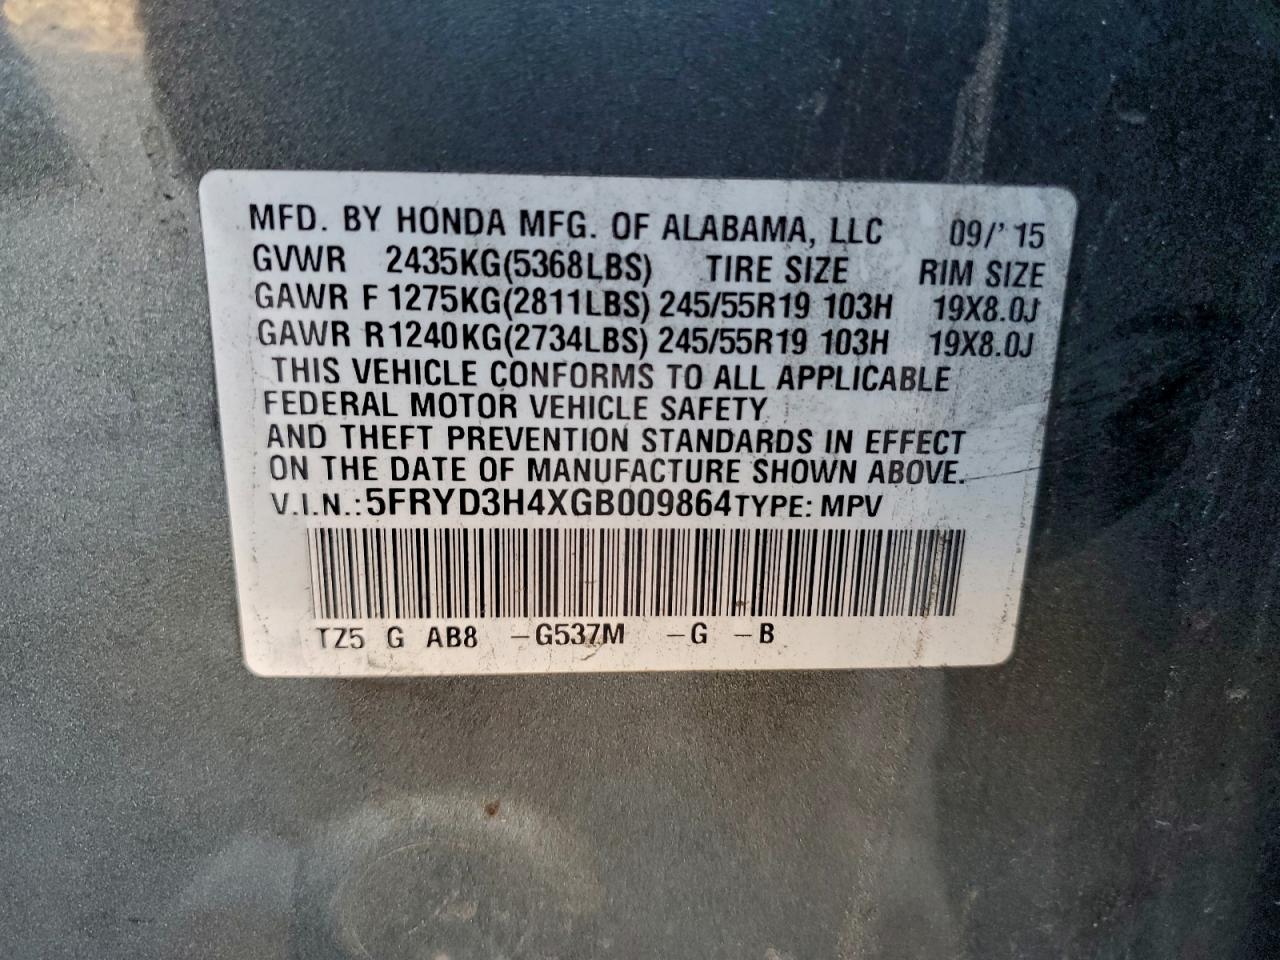 MFD. BY HONDA MFG. OF ALABAMA, LLC 09/'15
GVWR 2435KG(5368LBS) TIRE SIZE RIM SIZE
GAWR F 1275KG(2811LBS) 245/55R19 103H 19X8.0J
GAWR R 1240KG(2734LBS) 245/55R19 103H 19X8.0J
THIS VEHICLE CONFORMS TO ALL APPLICABLE
FEDERAL MOTOR VEHICLE SAFETY
AND THEFT PREVENTION STANDARDS IN EFFECT
ON THE DATE OF MANUFACTURE SHOWN ABOVE.
V.I.N.: 5FRYD3H4XGB009864 TYPE: MPV
TZ5 G AB8 -G537M -G -B